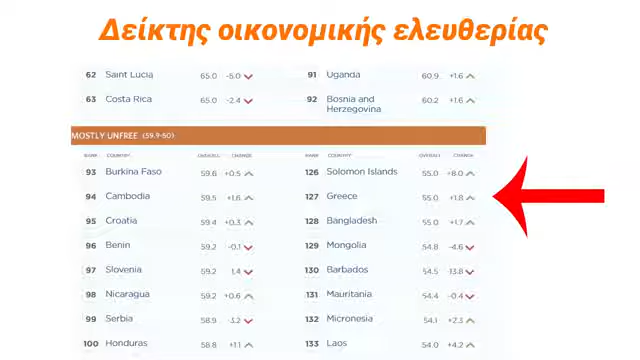 Δείκτης οικονομικής ελευθερίας
62 Saint Lucia 65.0 -5.0
63 Costa Rica 65.0 -2.4
91 Uganda 60.9 +1.6
92 Bosnia and 60.2 +1.6
Herzegovina
MOSTLY UNFREE (59.9-50)
RANK COUNTRY OVERALL CHANGE
93 Burkina Faso 59.6 +0.5
94 Cambodia 59.5 +1.6
95 Croatia 59.4 +0.3
96 Benin 59.2 -0.1
97 Slovenia 59.2 1.4
98 Nicaragua 59.2 +0.6
99 Serbia 58.9 -3.2
100 Honduras 58.8 +1.1
RANK COUNTRY OVERALL CHANGE
126 Solomon Islands 55.0 +8.0
127 Greece 55.0 +1.8
128 Bangladesh 55.0 +1.7
129 Mongolia 54.8 -4.6
130 Barbados 54.5 -13.8
131 Mauritania 54.4 -0.4
132 Micronesia 54.1 +2.3
133 Laos 54.0 +4.2